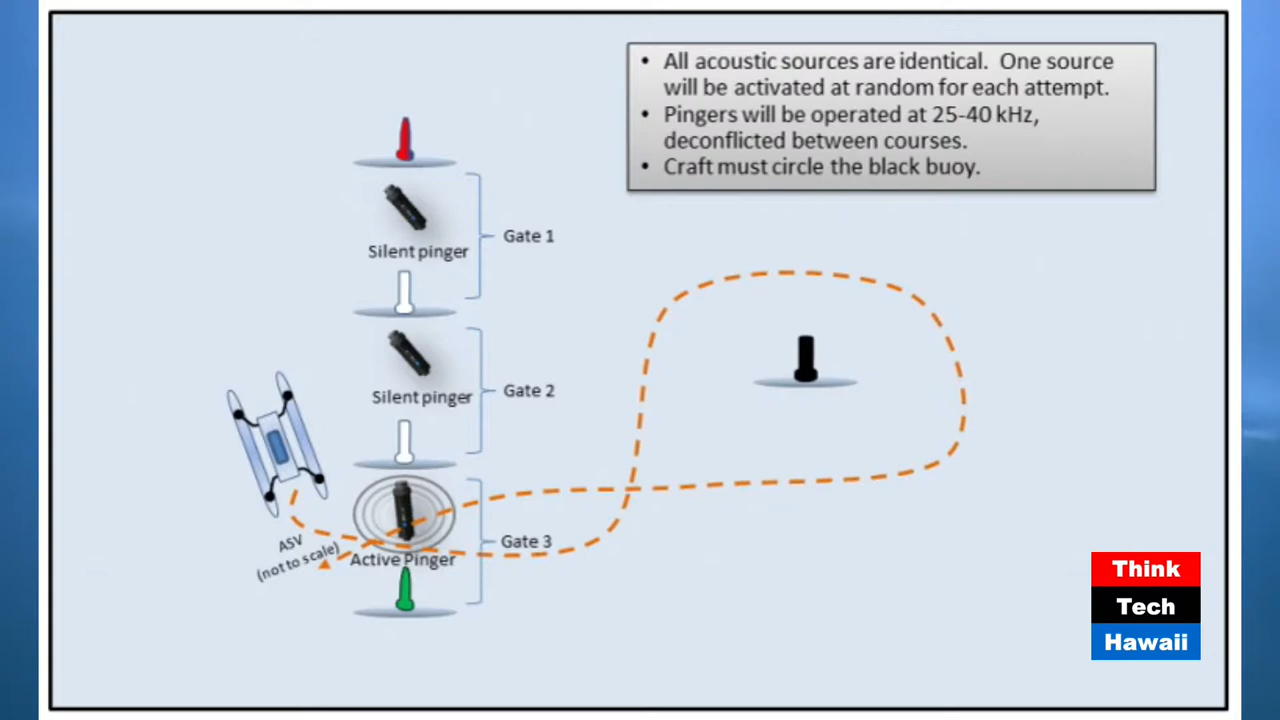 • All acoustic sources are identical. One source
will be activated at random for each attempt.
• Pingers will be operated at 25-40 kHz,
deconflicted between courses.
• Craft must circle the black buoy.
Silent pinger
Gate 1
Silent pinger
Gate 2
ASV
(not to scale)
Active Pinger
Gate 3
Think
Tech
Hawaii